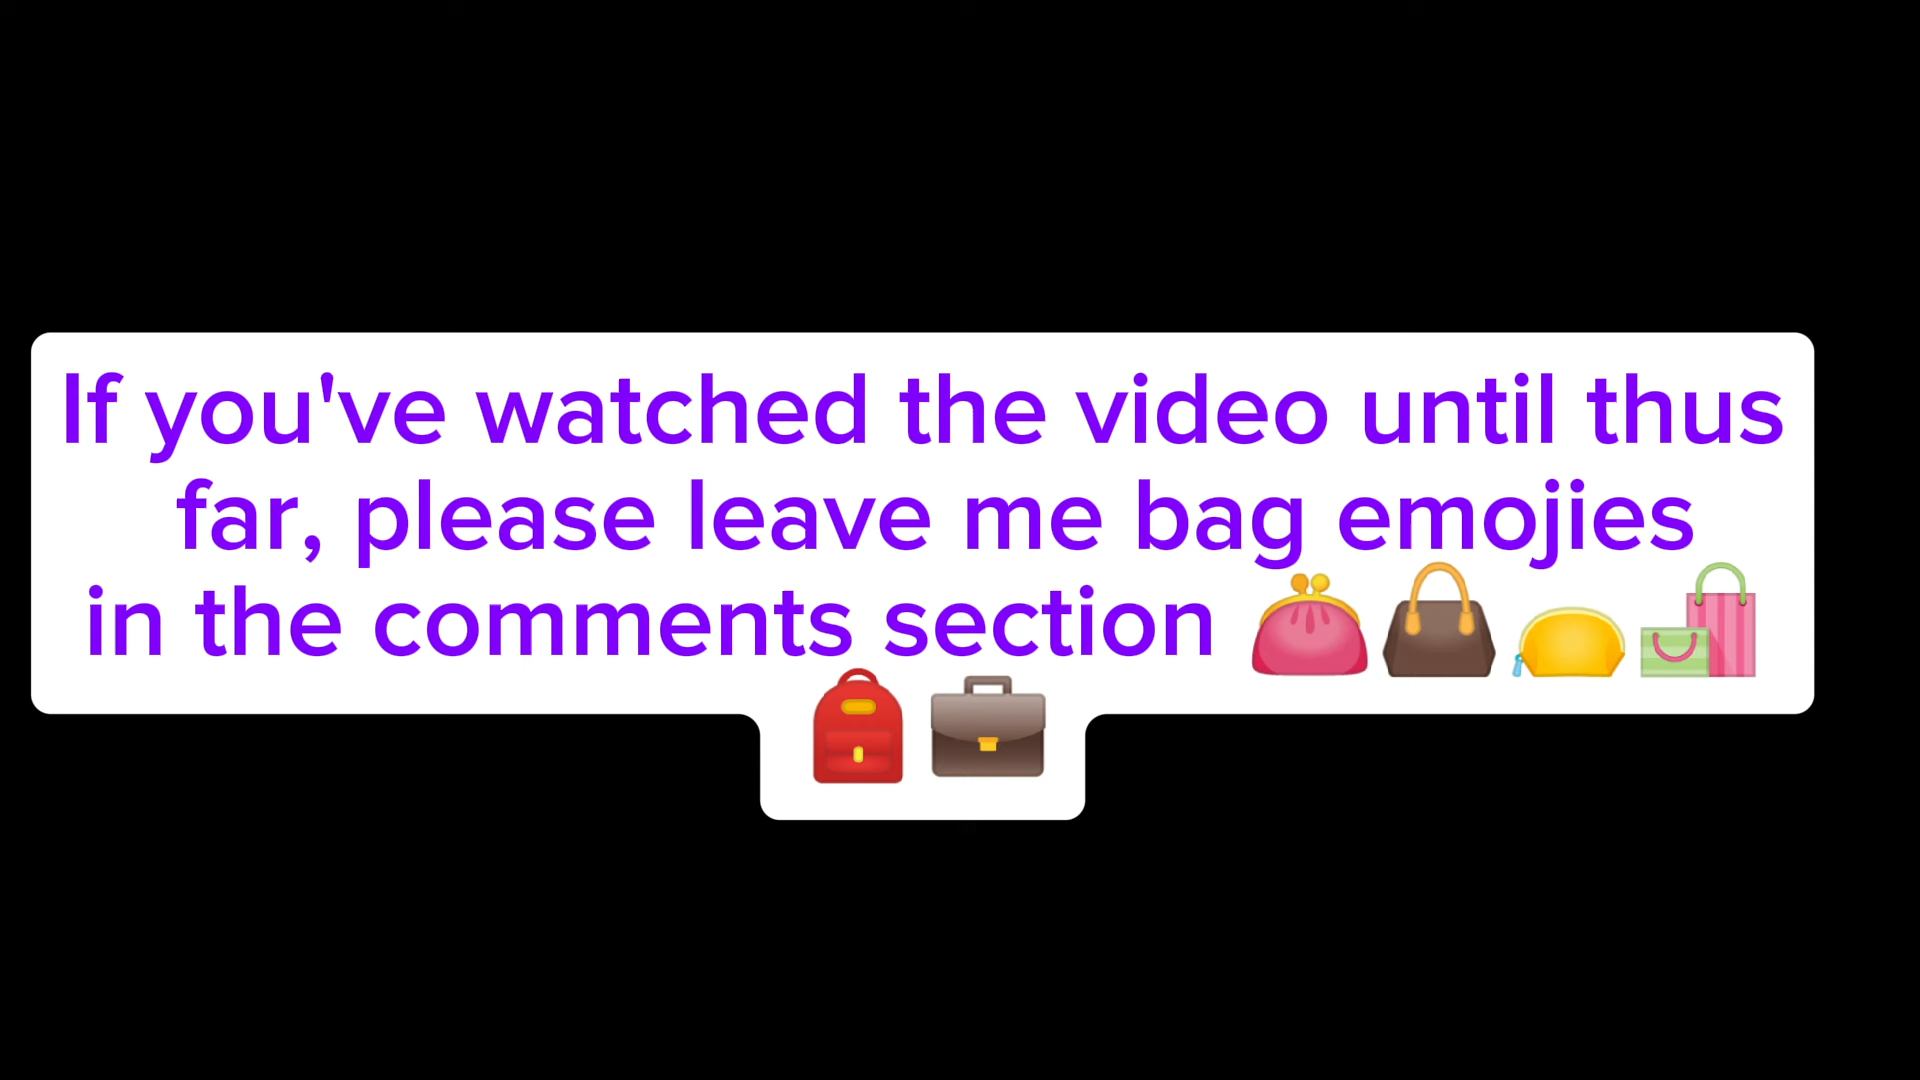 If you've watched the video until thus
far, please leave me bag emojies
in the comments section 👛👜👝🛍️
🎒💼